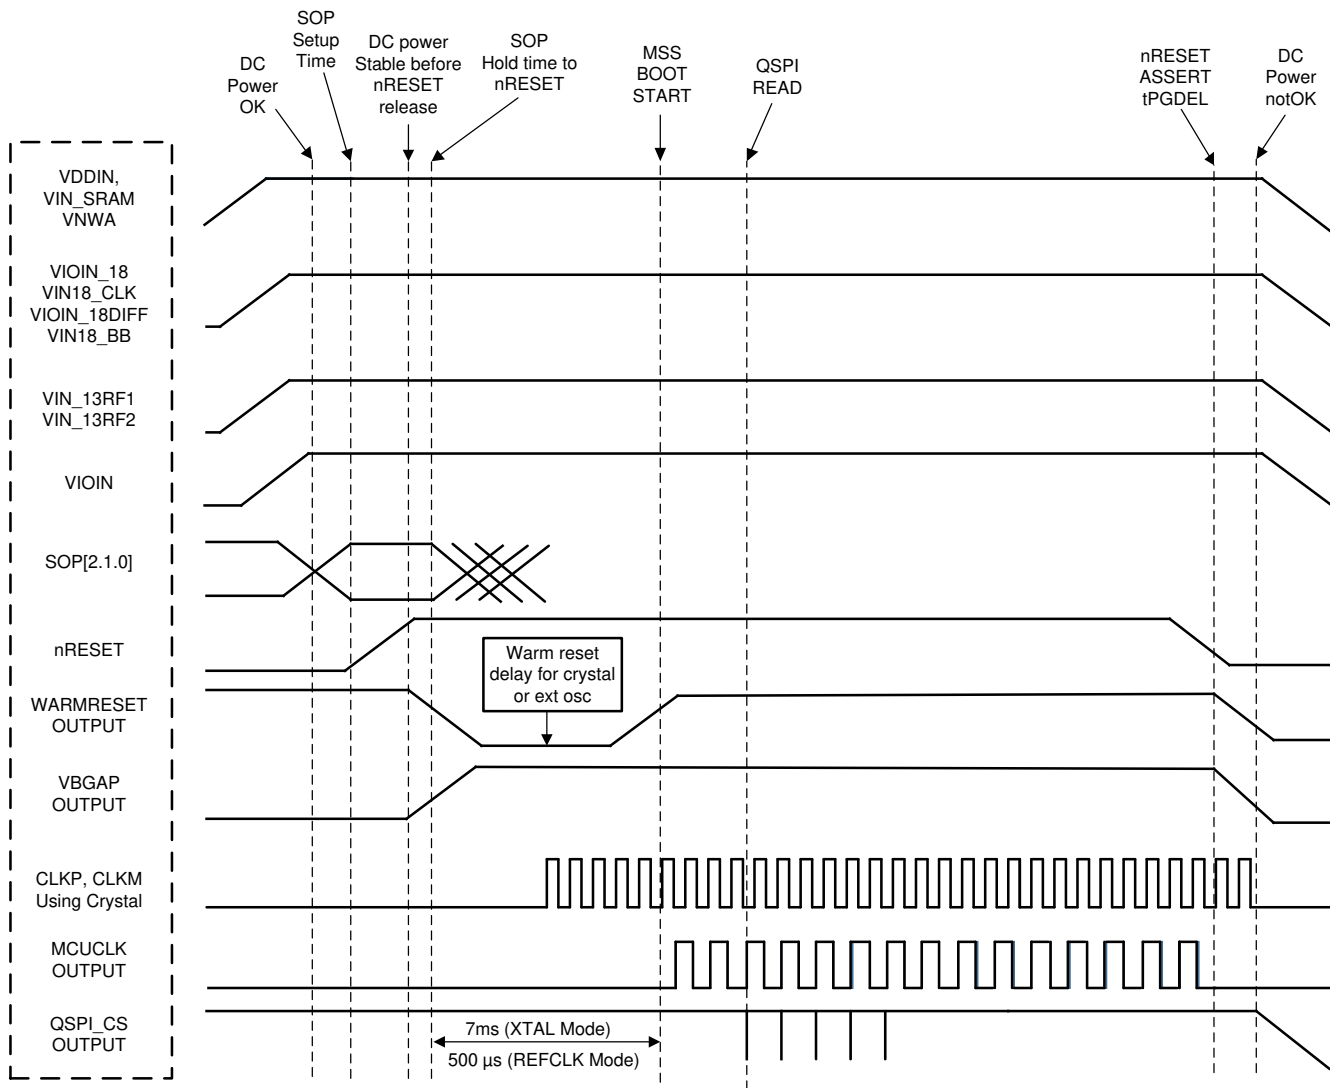 DC
Power
OK
SOP
Setup
Time
DC power
Stable before
nRESET
release
SOP
Hold time to
nRESET
MSS
BOOT
START
QSPI
READ
nRESET
ASSERT
tPGDEL
DC
Power
notOK
VDDIN,
VIN_SRAM
VNWA
VIOIN_18
VIN18_CLK
VIOIN_18DIFF
VIN18_BB
VIN_13RF1
VIN_13RF2
VIOIN
SOP[2.1.0]
nRESET
Warm reset
delay for crystal
or ext osc
WARMRESET
OUTPUT
VBGAP
OUTPUT
CLKP, CLKM
Using Crystal
MCUCLK
OUTPUT
QSPI_CS
OUTPUT
7ms (XTAL Mode)
500 µs (REFCLK Mode)